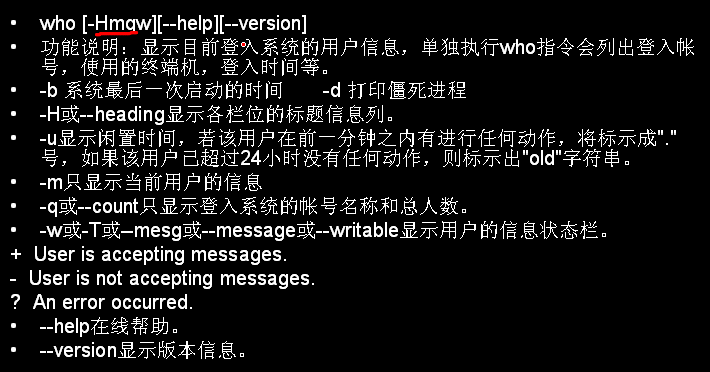 • who [-Hmqw][--help][--version]
• 功能说明：显示目前登入系统的用户信息，单独执行who指令会列出登入帐
号，使用的终端机，登入时间等。
• -b 系统最后一次启动的时间 -d 打印僵死进程
• -H或--heading显示各栏位的标题信息列。
• -u显示闲置时间，若该用户在前一分钟之内有进行任何动作，将标示成"."
号，如果该用户已超过24小时没有任何动作，则标示出"old"字符串。
• -m只显示当前用户的信息
• -q或--count只显示登入系统的帐号名称和总人数。
• -w或-T或--mesg或--message或--writable显示用户的信息状态栏。
+ User is accepting messages.
- User is not accepting messages.
? An error occurred.
• --help在线帮助。
• --version显示版本信息。